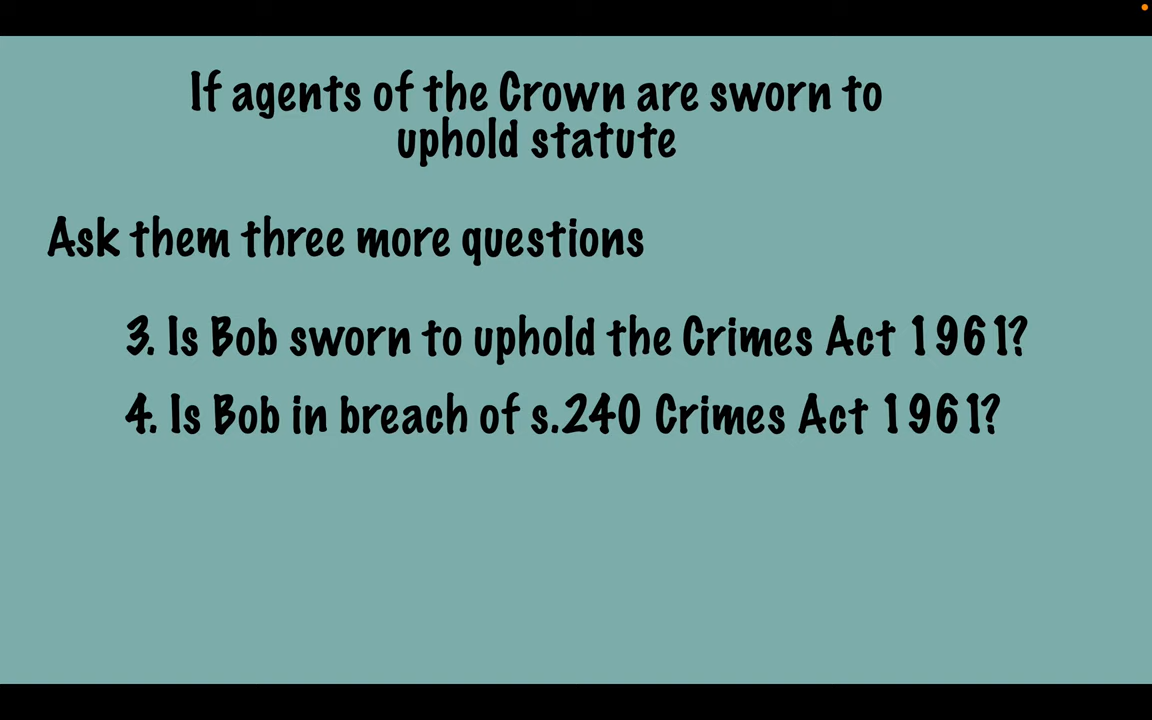 If agents of the Crown are sworn to
uphold statute
Ask them three more questions
3. Is Bob sworn to uphold the Crimes Act 1961?
4. Is Bob in breach of s.240 Crimes Act 1961?